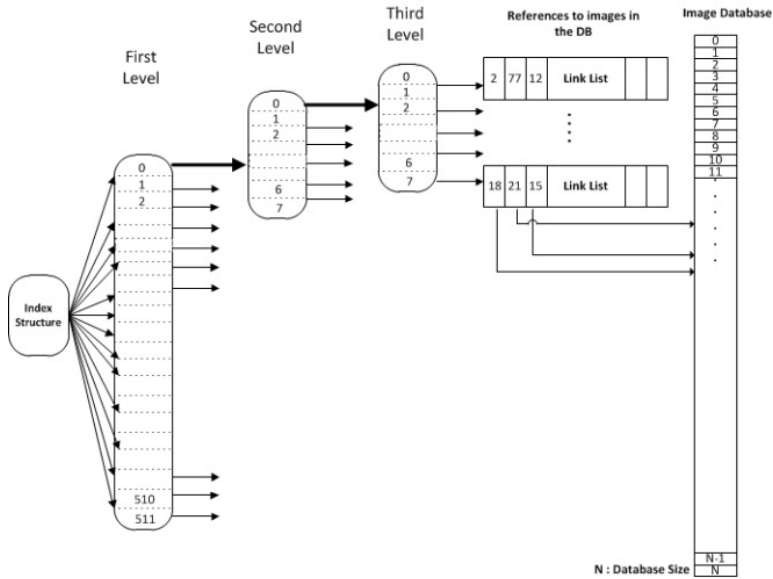 References to images in
the DB
Image Database
Third
Level
Second
Level
First
Level
0
1
2
6
7
0
1
2
6
7
0
1
2
510
511
Index
Structure
2 77 12 Link List
18 21 15 Link List
0
1
2
3
4
5
6
7
8
9
10
11
N-1
N
N : Database Size